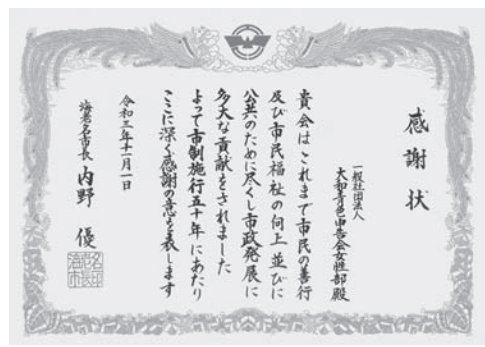 感謝状
一般社団法人
大和青色申告会女性部殿
貴会はこれまで市民の善行
及び市民福祉の向上並びに
公共のために尽くし市政発展に
多大な貢献をされました
よって市制施行五十年にあたり
ここに深く感謝の意を表します
令和三年十一月一日
海老名市長 内野 優